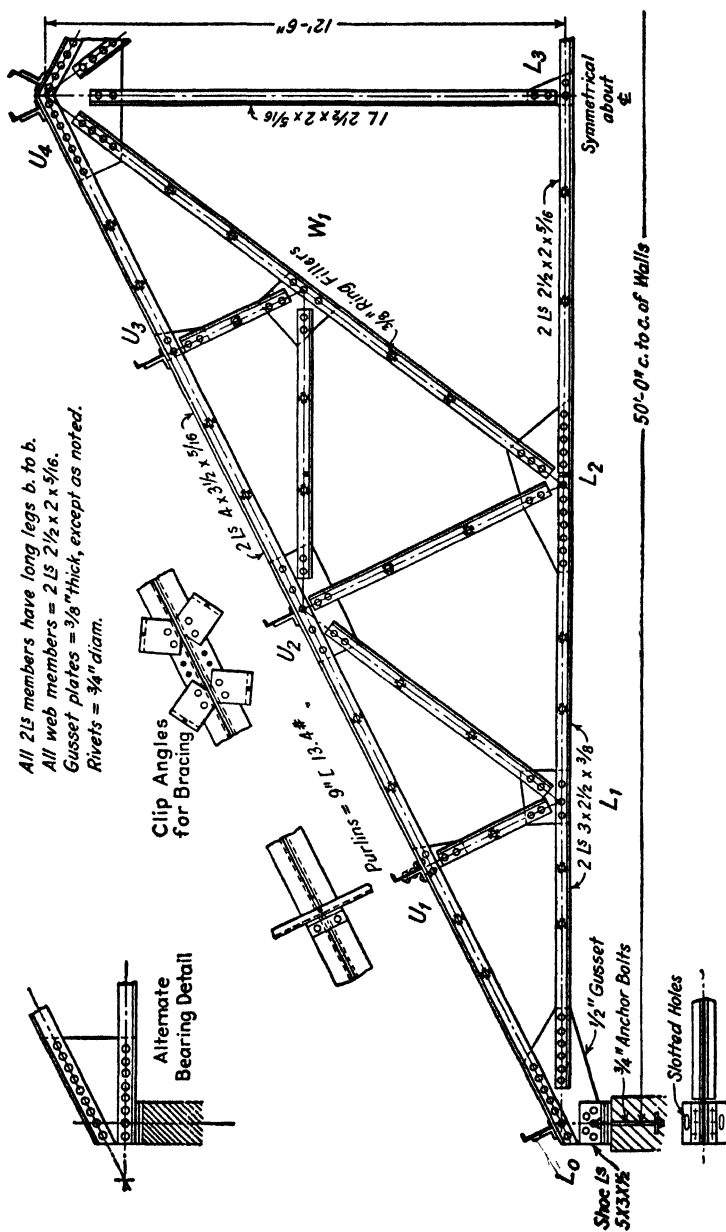 All 2Ls members have long legs b. to b.
All web members = 2 Ls 2½ x 2 x 5/16.
Gusset plates = 3/8" thick, except as noted.
Rivets = 3/4" diam.
Clip Angles
for Bracing
Alternate
Bearing Detail
Purlins = 9" [ 13.4#
12'-6"
U4
U3
U2
U1
L0
L1
L2
L3
W1
1 L 2½ x 2 x 5/16
3/8" Ring Fillers
2 Ls 4 x 3½ x 5/16
2 Ls 2½ x 2 x 5/16
2 Ls 3 x 2½ x 3/8
Symmetrical
about
℄
50'-0" c. to c. of Walls
1/2" Gusset
3/4" Anchor Bolts
Slotted Holes
Shoe Ls
5x3x½